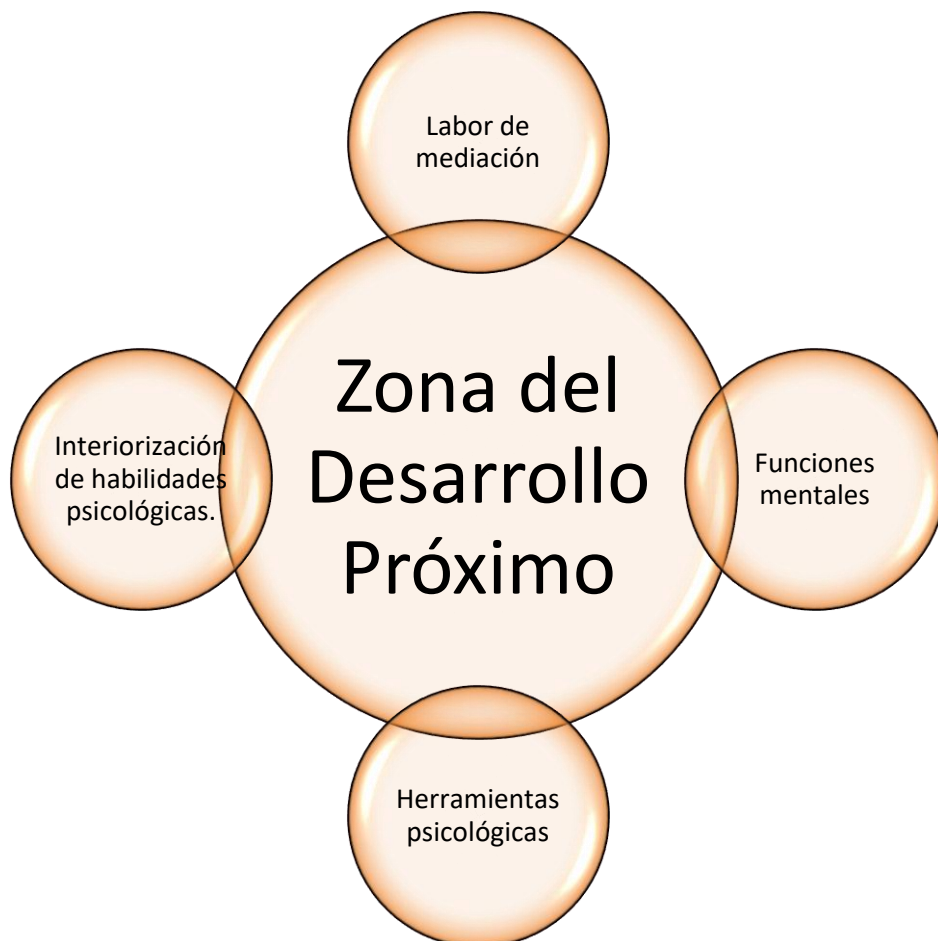 Labor de
mediación
Zona del
Desarrollo
Próximo
Interiorización
de habilidades
psicológicas.
Funciones
mentales
Herramientas
psicológicas